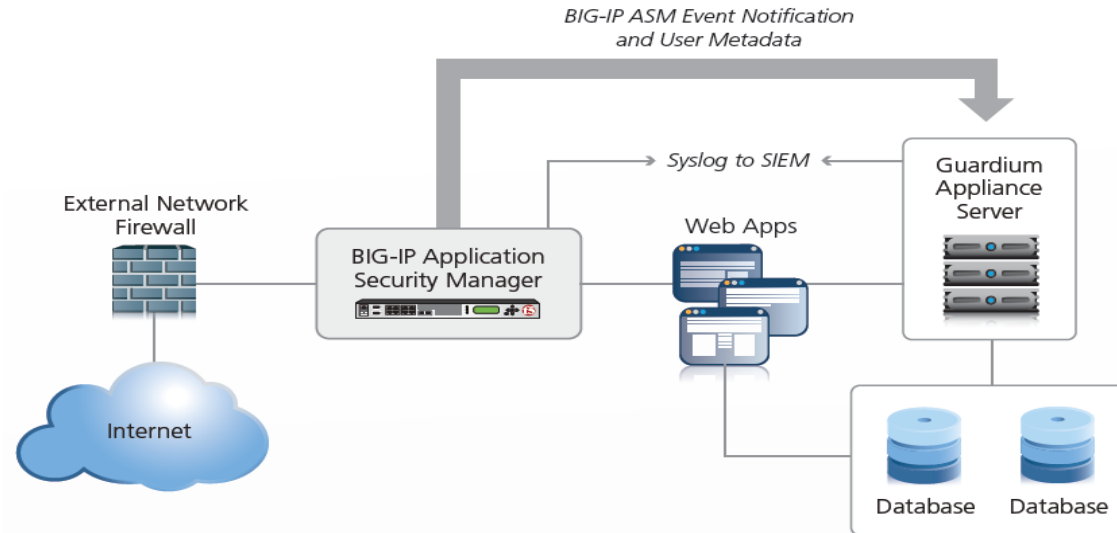 BIG-IP ASM Event Notification
and User Metadata
Syslog to SIEM
Guardium
Appliance
Server
External Network
Firewall
Web Apps
BIG-IP Application
Security Manager
f5
Internet
Database
Database